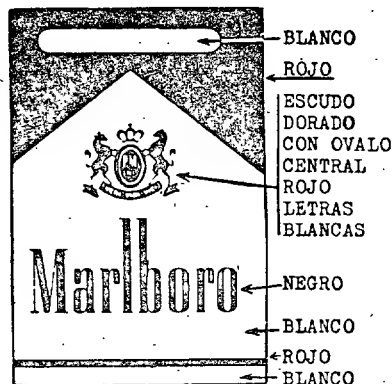 BLANCO
ROJO
ESCUDO
DORADO
CON OVALO
CENTRAL
ROJO
LETRAS
BLANCAS
Marlboro
NEGRO
BLANCO
ROJO
BLANCO